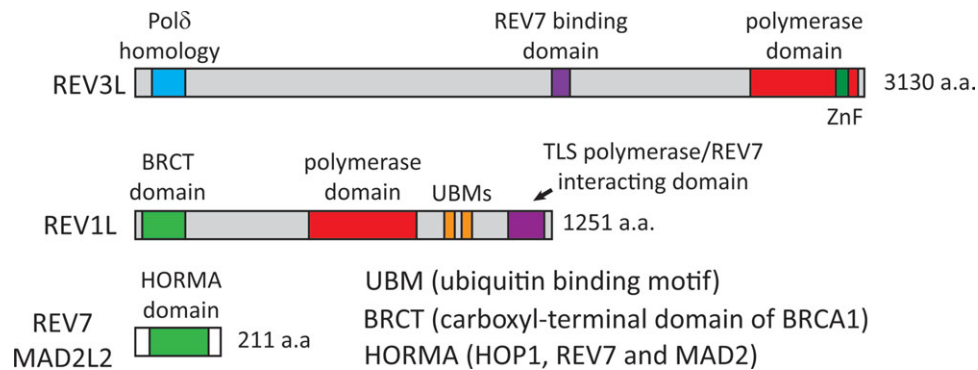 Polδ homology
REV7 binding domain
polymerase domain
REV3L
3130 a.a.
ZnF
BRCT domain
polymerase domain
UBMs
TLS polymerase/REV7 interacting domain
REV1L
1251 a.a.
HORMA domain
REV7
MAD2L2
211 a.a
UBM (ubiquitin binding motif)
BRCT (carboxyl-terminal domain of BRCA1)
HORMA (HOP1, REV7 and MAD2)